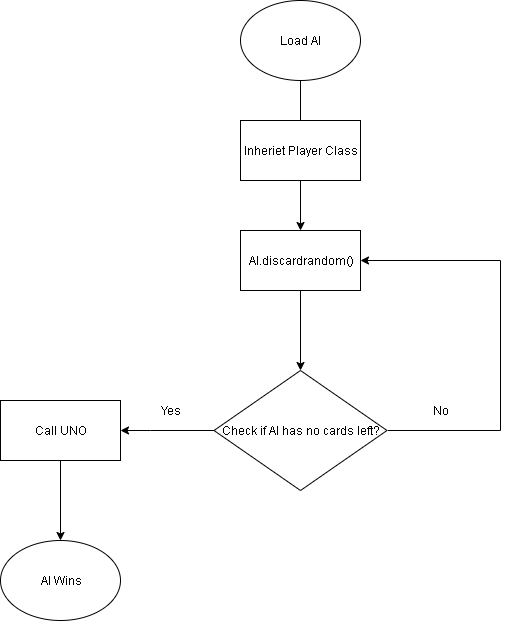 Load AI
Inheriet Player Class
AI.discardrandom()
Check if AI has no cards left?
Yes
No
Call UNO
AI Wins